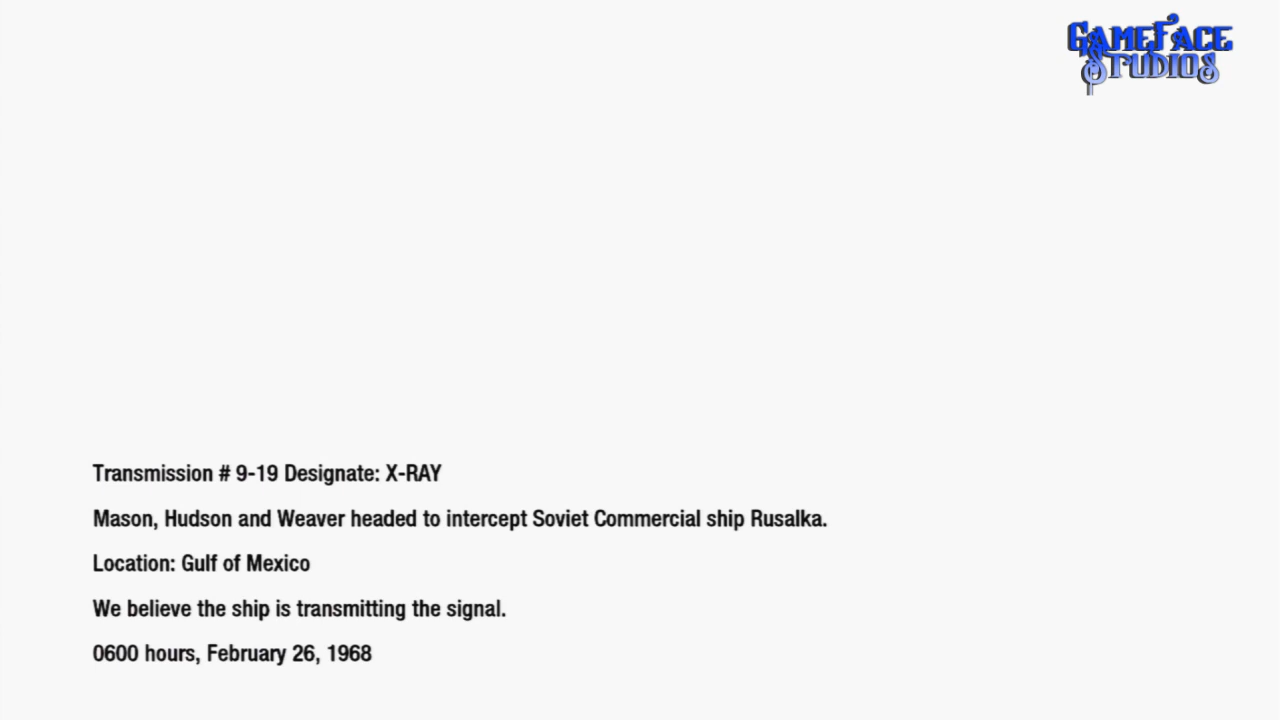 GAMEFACE
STUDIOS
Transmission # 9-19 Designate: X-RAY
Mason, Hudson and Weaver headed to intercept Soviet Commercial ship Rusalka.
Location: Gulf of Mexico
We believe the ship is transmitting the signal.
0600 hours, February 26, 1968